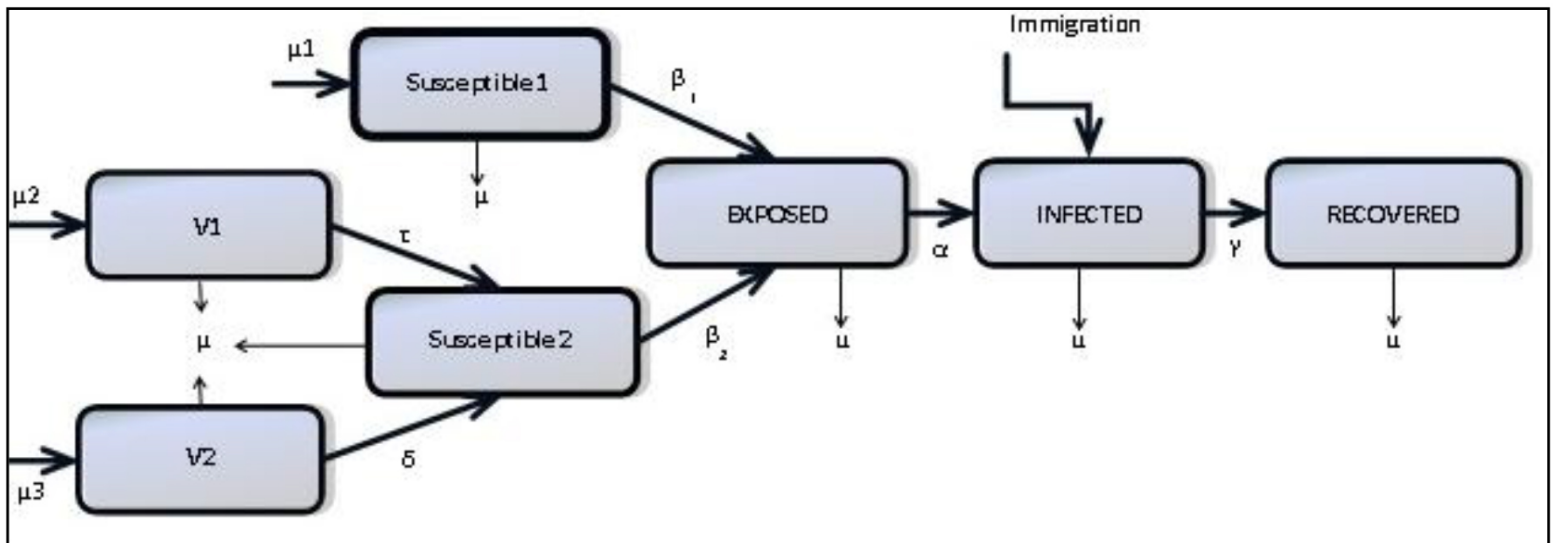 Immigration
μ1
Susceptible1
β1
μ
μ2
V1
τ
EXPOSED
α
INFECTED
γ
RECOVERED
μ
Susceptible2
β2
μ
μ
μ
V2
δ
μ3